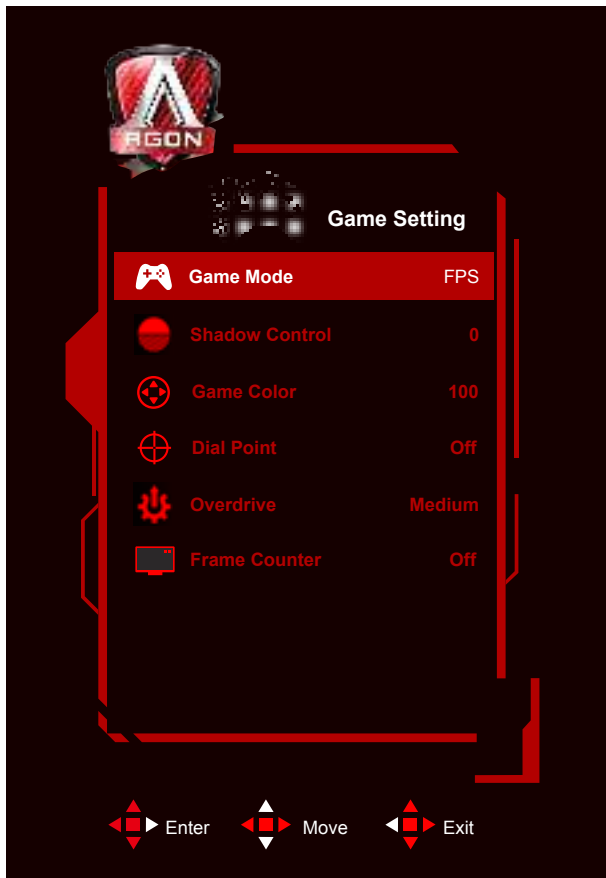 AGON
Game Setting
Game Mode FPS
Shadow Control 0
Game Color 100
Dial Point Off
Overdrive Medium
Frame Counter Off
Enter Move Exit